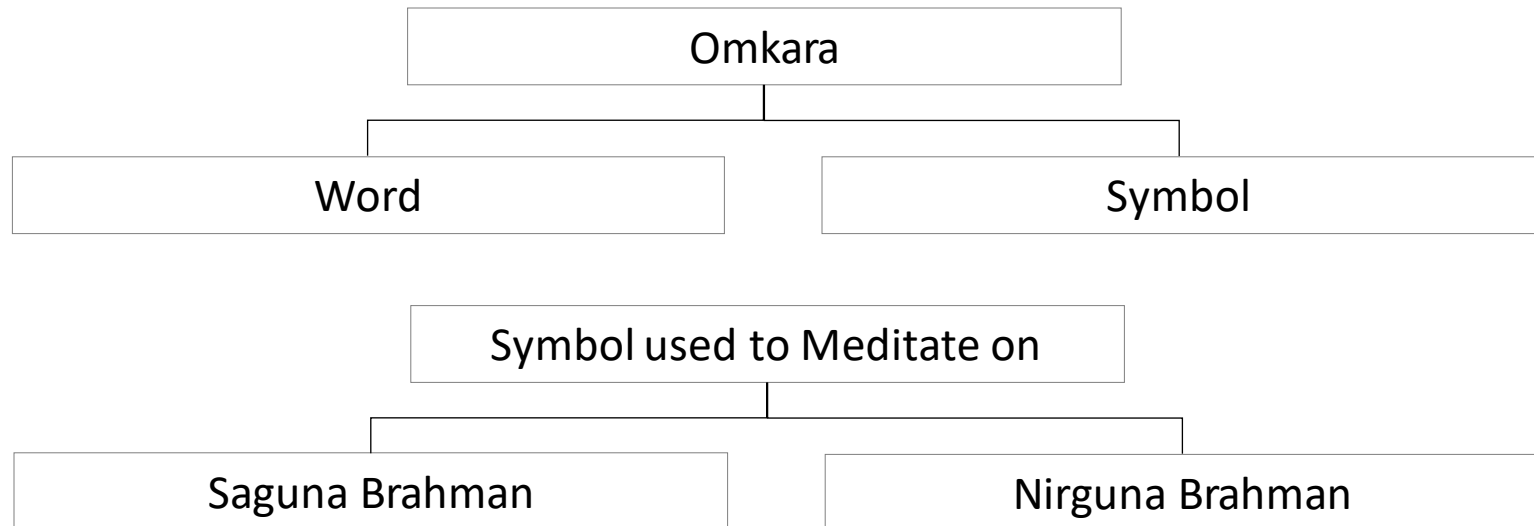 Omkara
Word
Symbol
Symbol used to Meditate on
Saguna Brahman
Nirguna Brahman